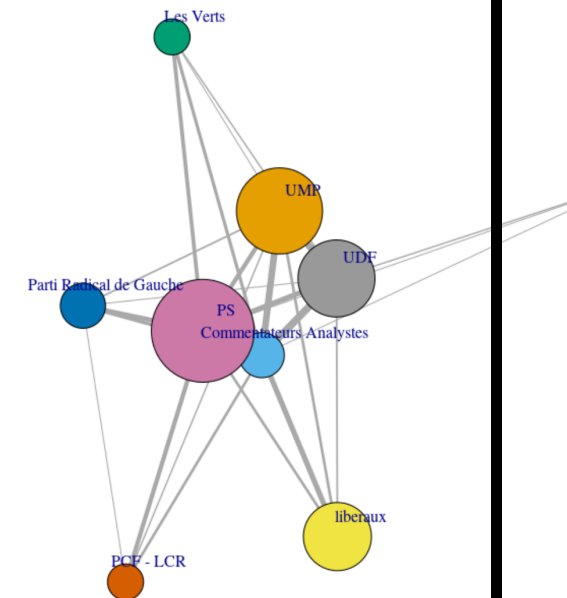 Les Verts
UMP
UDF
Parti Radical de Gauche
PS
Commentateurs Analystes
liberaux
PCF - LCR